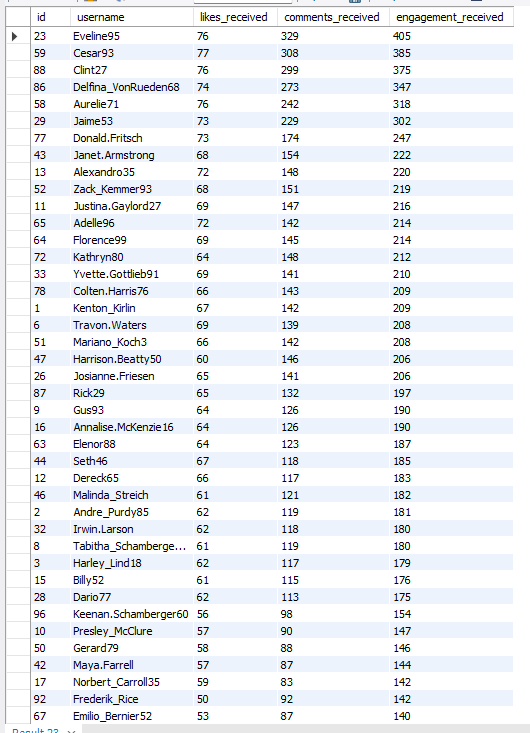 id username likes_received comments_received engagement_received
23 Eveline95 76 329 405
59 Cesar93 77 308 385
88 Clint27 76 299 375
86 Delfina_VonRueden68 74 273 347
58 Aurelie71 76 242 318
29 Jaime53 73 229 302
77 Donald.Fritsch 73 174 247
43 Janet.Armstrong 68 154 222
13 Alexandro35 72 148 220
52 Zack_Kemmer93 68 151 219
11 Justina.Gaylord27 69 147 216
65 Adelle96 72 142 214
64 Florence99 69 145 214
72 Kathryn80 64 148 212
33 Yvette.Gottlieb91 69 141 210
78 Colten.Harris76 66 143 209
1 Kenton_Kirlin 67 142 209
6 Travon.Waters 69 139 208
51 Mariano_Koch3 66 142 208
47 Harrison.Beatty50 60 146 206
26 Josianne.Friesen 65 141 206
87 Rick29 65 132 197
9 Gus93 64 126 190
16 Annalise.McKenzie16 64 126 190
63 Elenor88 64 123 187
44 Seth46 67 118 185
12 Dereck65 66 117 183
46 Malinda_Streich 61 121 182
2 Andre_Purdy85 62 119 181
32 Irwin.Larson 62 118 180
8 Tabitha_Schamberge... 61 119 180
3 Harley_Lind18 62 117 179
15 Billy52 61 115 176
28 Dario77 62 113 175
96 Keenan.Schamberger60 56 98 154
10 Presley_McClure 57 90 147
50 Gerard79 58 88 146
42 Maya.Farrell 57 87 144
17 Norbert_Carroll35 59 83 142
92 Frederik_Rice 50 92 142
67 Emilio_Bernier52 53 87 140
Result 23